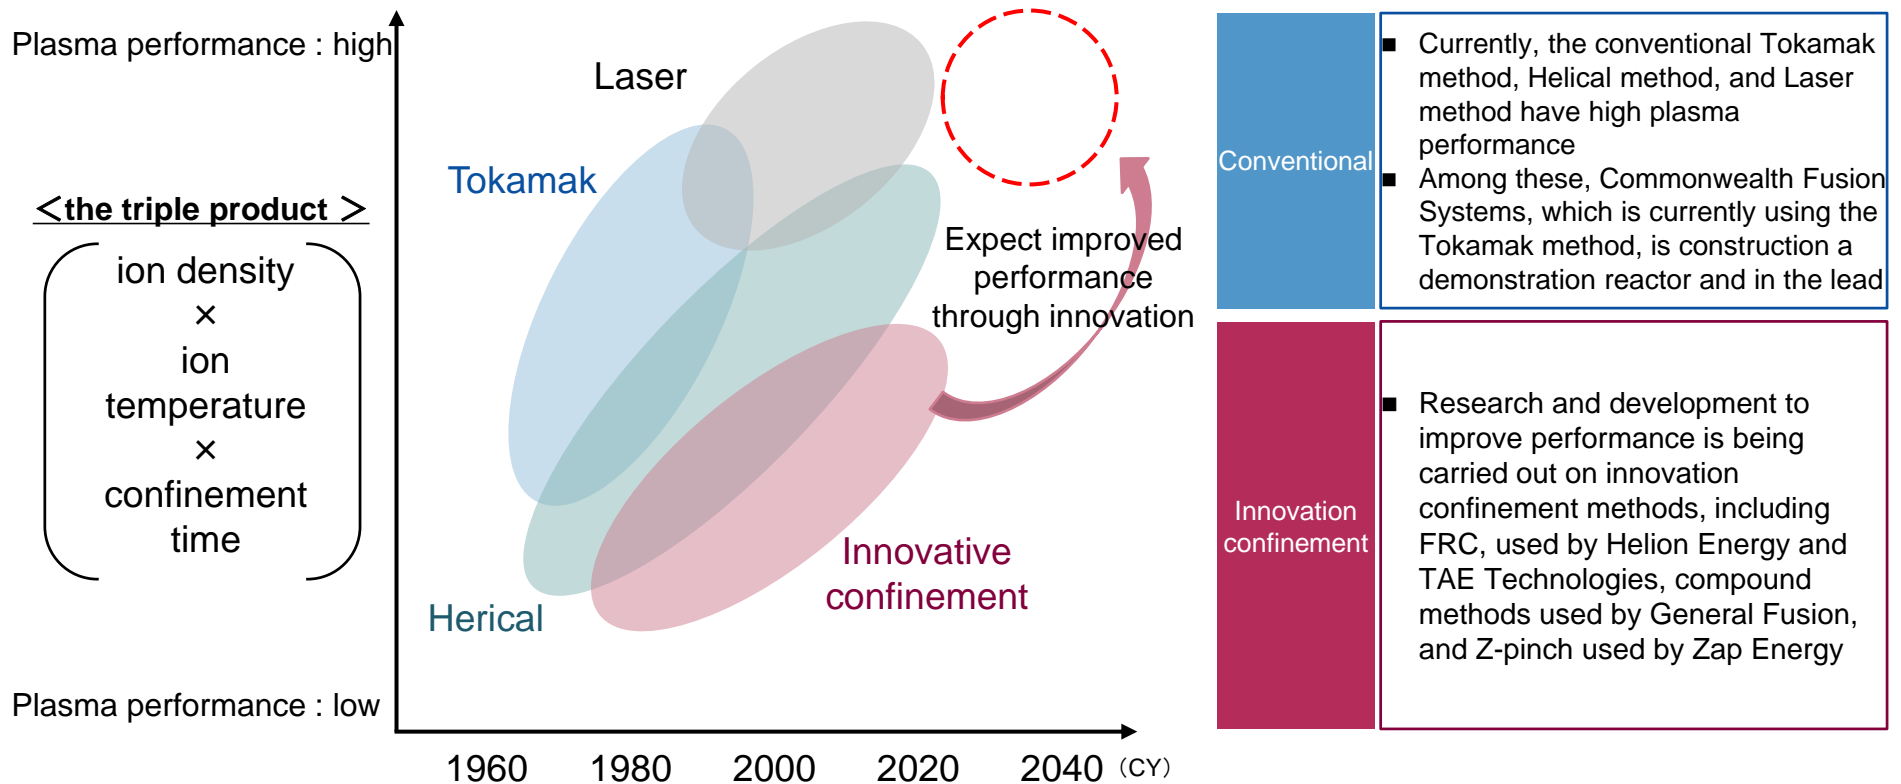 Plasma performance : high
<the triple product >
ion density
×
ion
temperature
×
confinement
time
Plasma performance : low
Laser
Tokamak
Herical
Innovative
confinement
Expect improved
performance
through innovation
1960 1980 2000 2020 2040 (CY)
Conventional
■ Currently, the conventional Tokamak
method, Helical method, and Laser
method have high plasma
performance
■ Among these, Commonwealth Fusion
Systems, which is currently using the
Tokamak method, is construction a
demonstration reactor and in the lead
Innovation
confinement
■ Research and development to
improve performance is being
carried out on innovation
confinement methods, including
FRC, used by Helion Energy and
TAE Technologies, compound
methods used by General Fusion,
and Z-pinch used by Zap Energy